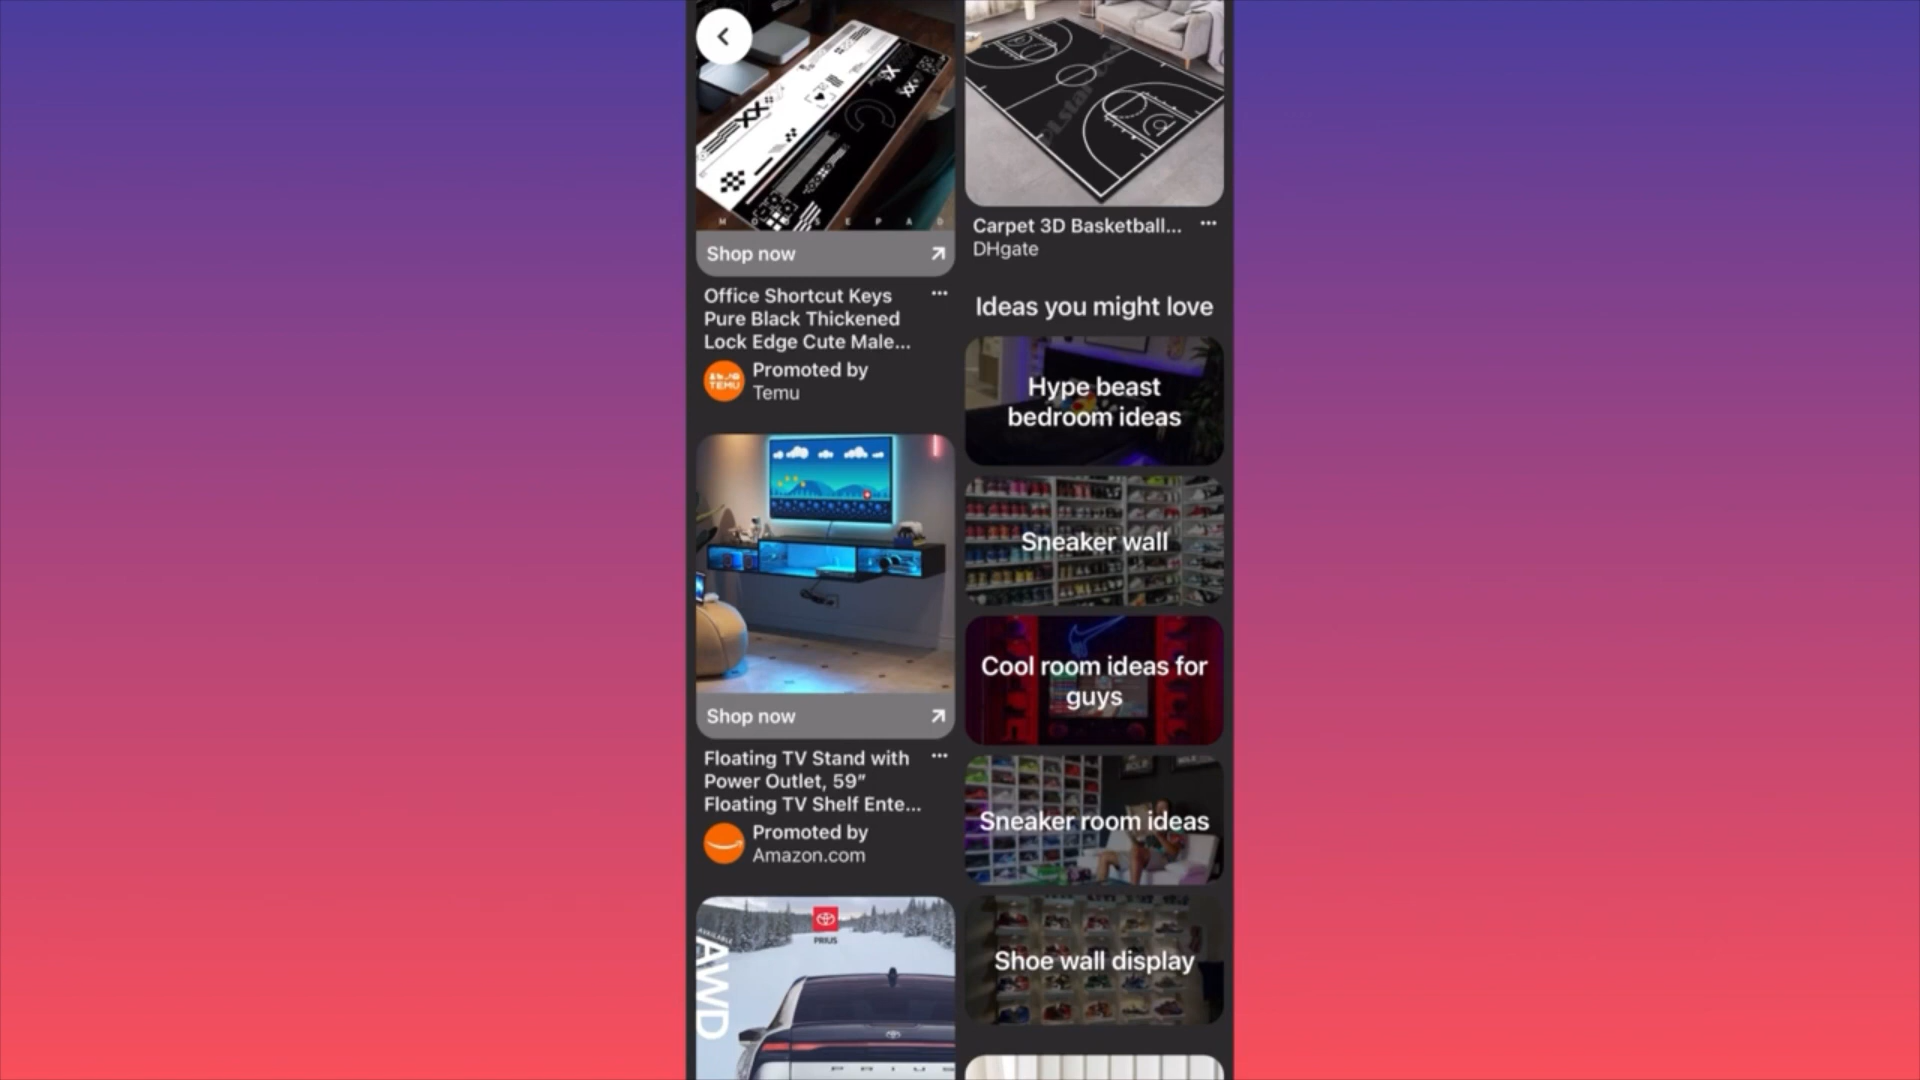 M O U S E P A D
Shop now
Office Shortcut Keys
Pure Black Thickened
Lock Edge Cute Male...
TEMU
Promoted by
Temu
Shop now
Floating TV Stand with
Power Outlet, 59”
Floating TV Shelf Ente...
Promoted by
Amazon.com
PRIUS
AVAILABLE
AWD
PRIUS
Carpet 3D Basketball...
DHgate
Ideas you might love
Hype beast
bedroom ideas
Sneaker wall
Cool room ideas for
guys
Sneaker room ideas
Shoe wall display